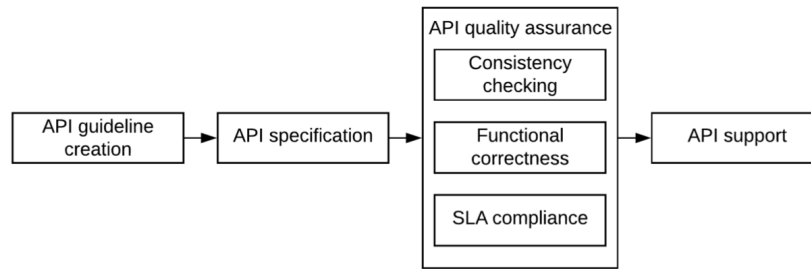 API guideline
creation
API specification
API quality assurance
Consistency
checking
Functional
correctness
SLA compliance
API support